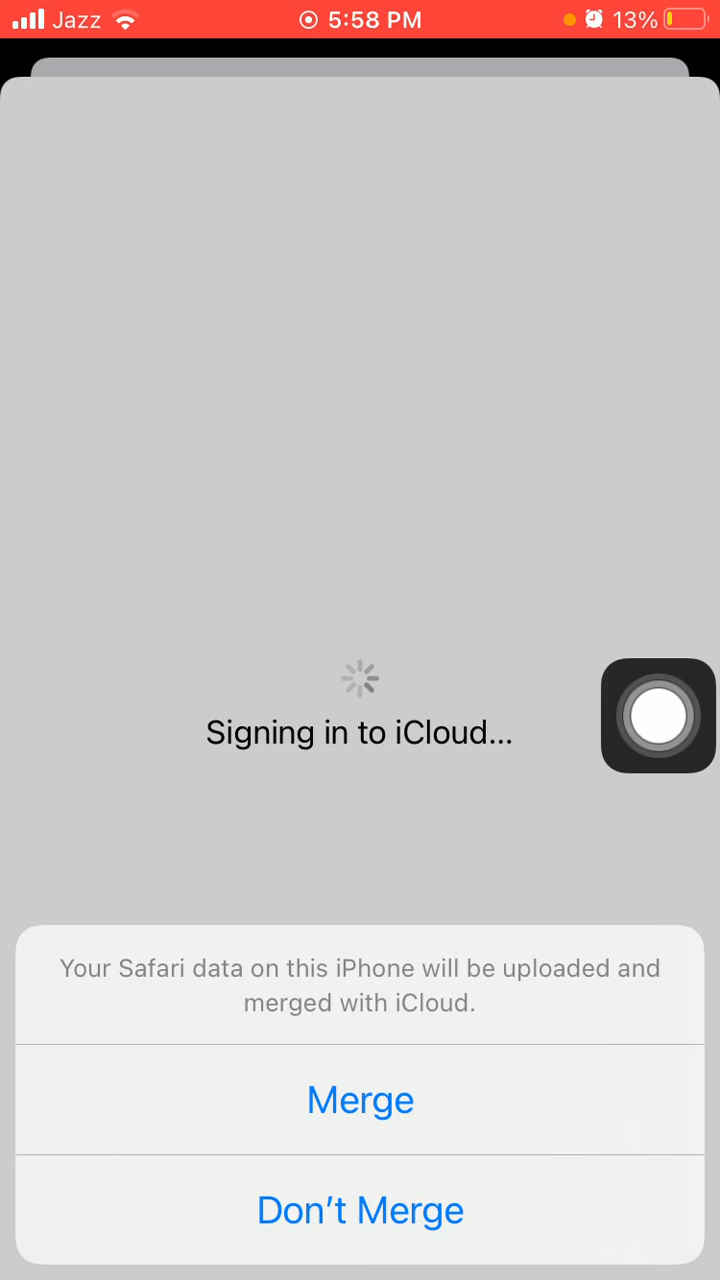 Jazz 5:58 PM 13%
Signing in to iCloud...
Your Safari data on this iPhone will be uploaded and
merged with iCloud.
Merge
Don’t Merge